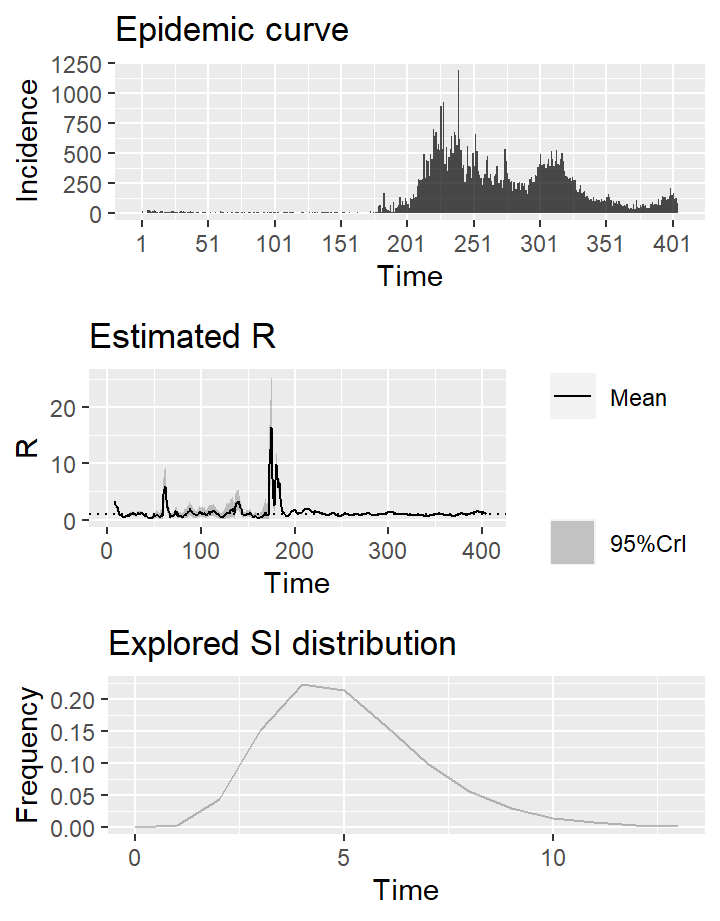 Epidemic curve
Incidence
1250
1000
750
500
250
0
1 51 101 151 201 251 301 351 401
Time
Estimated R
R
20
10
0
0 100 200 300 400
Time
Mean
95%CrI
Explored SI distribution
Frequency
0.20
0.15
0.10
0.05
0.00
0 5 10
Time